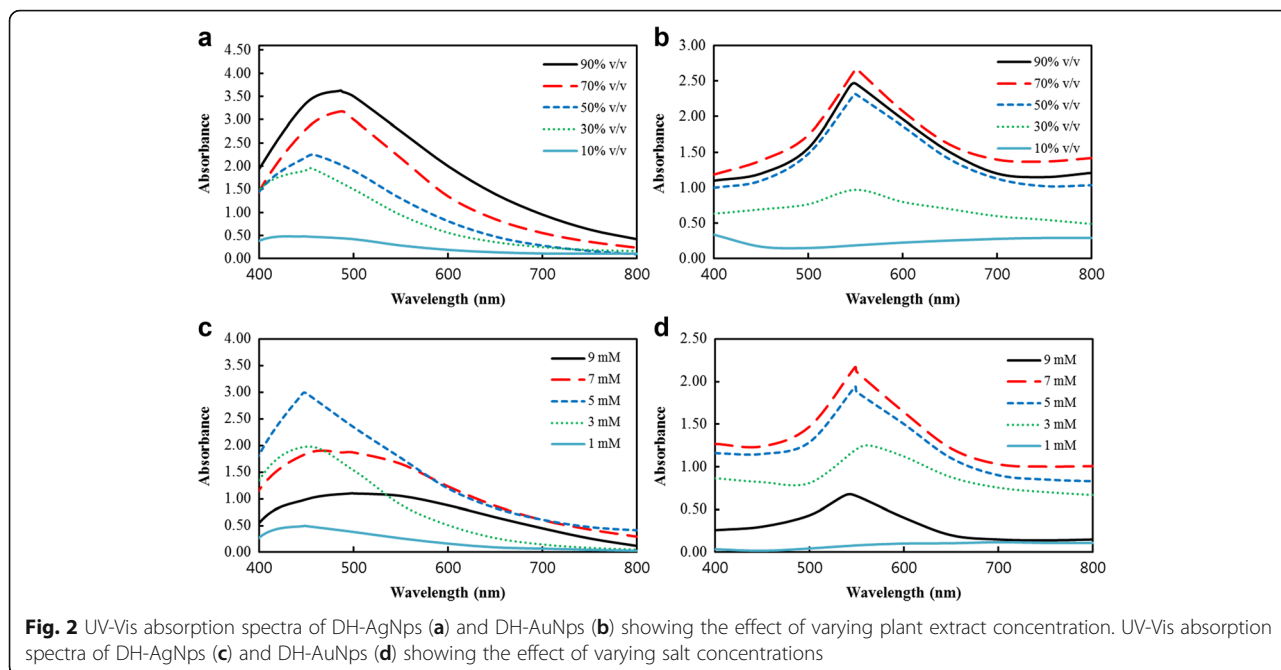 a
4.50
4.00
3.50
3.00
2.50
2.00
1.50
1.00
0.50
0.00
Absorbance
400 500 600 700 800
Wavelength (nm)
90% v/v
70% v/v
50% v/v
30% v/v
10% v/v
b
3.00
2.50
2.00
1.50
1.00
0.50
0.00
Absorbance
400 500 600 700 800
Wavelength (nm)
90% v/v
70% v/v
50% v/v
30% v/v
10% v/v
c
4.00
3.50
3.00
2.50
2.00
1.50
1.00
0.50
0.00
Absorbance
400 500 600 700 800
Wavelength (nm)
9 mM
7 mM
5 mM
3 mM
1 mM
d
2.50
2.00
1.50
1.00
0.50
0.00
Absorbance
400 500 600 700 800
Wavelength (nm)
9 mM
7 mM
5 mM
3 mM
1 mM
Fig. 2 UV-Vis absorption spectra of DH-AgNps (a) and DH-AuNps (b) showing the effect of varying plant extract concentration. UV-Vis absorption
spectra of DH-AgNps (c) and DH-AuNps (d) showing the effect of varying salt concentrations